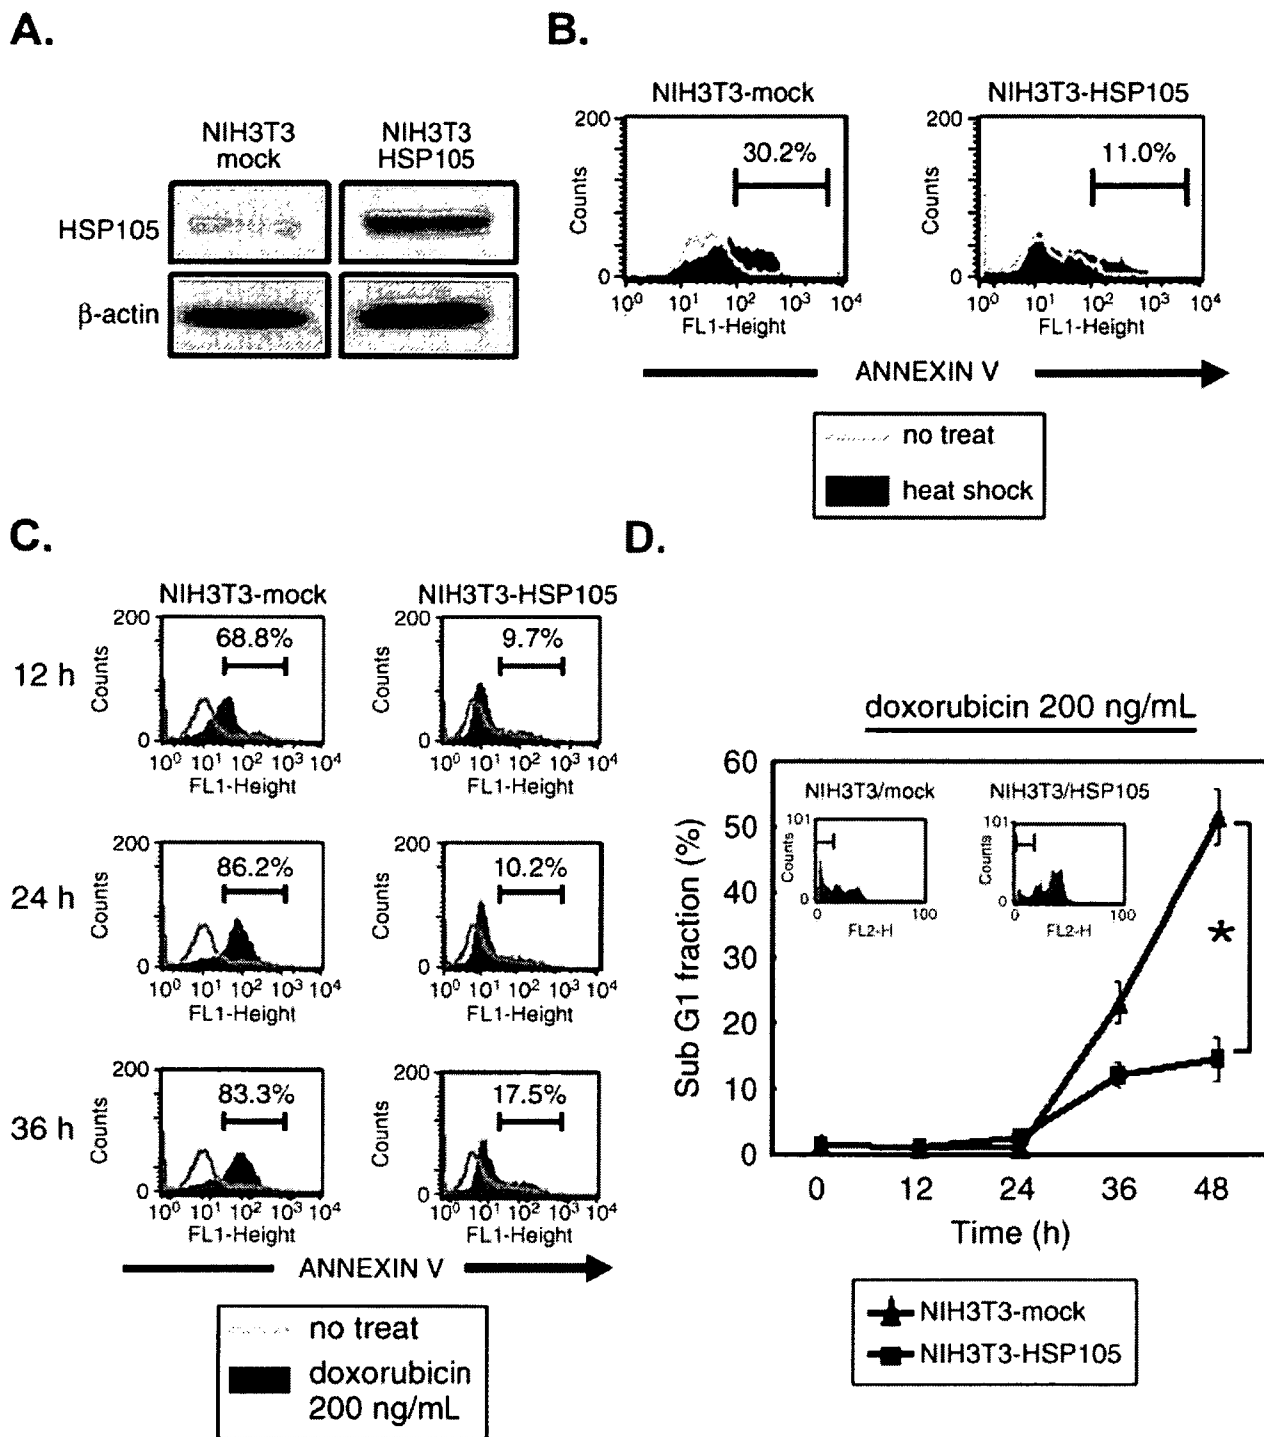 A.
NIH3T3
mock
NIH3T3
HSP105
HSP105
β-actin
B.
NIH3T3-mock
200
30.2%
Counts
0
10⁰ 10¹ 10² 10³ 10⁴
FL1-Height
NIH3T3-HSP105
200
11.0%
Counts
0
10⁰ 10¹ 10² 10³ 10⁴
FL1-Height
ANNEXIN V
no treat
heat shock
C.
NIH3T3-mock
NIH3T3-HSP105
12 h
200
68.8%
Counts
0
10⁰ 10¹ 10² 10³ 10⁴
FL1-Height
200
9.7%
Counts
0
10⁰ 10¹ 10² 10³ 10⁴
FL1-Height
24 h
200
86.2%
Counts
0
10⁰ 10¹ 10² 10³ 10⁴
FL1-Height
200
10.2%
Counts
0
10⁰ 10¹ 10² 10³ 10⁴
FL1-Height
36 h
200
83.3%
Counts
0
10⁰ 10¹ 10² 10³ 10⁴
FL1-Height
200
17.5%
Counts
0
10⁰ 10¹ 10² 10³ 10⁴
FL1-Height
ANNEXIN V
no treat
doxorubicin
200 ng/mL
D.
doxorubicin 200 ng/mL
Sub G1 fraction (%)
60
50
40
30
20
10
0
NIH3T3/mock
101
Counts
0
0 100
FL2-H
NIH3T3/HSP105
101
Counts
0
0 100
FL2-H
*
0 12 24 36 48
Time (h)
NIH3T3-mock
NIH3T3-HSP105